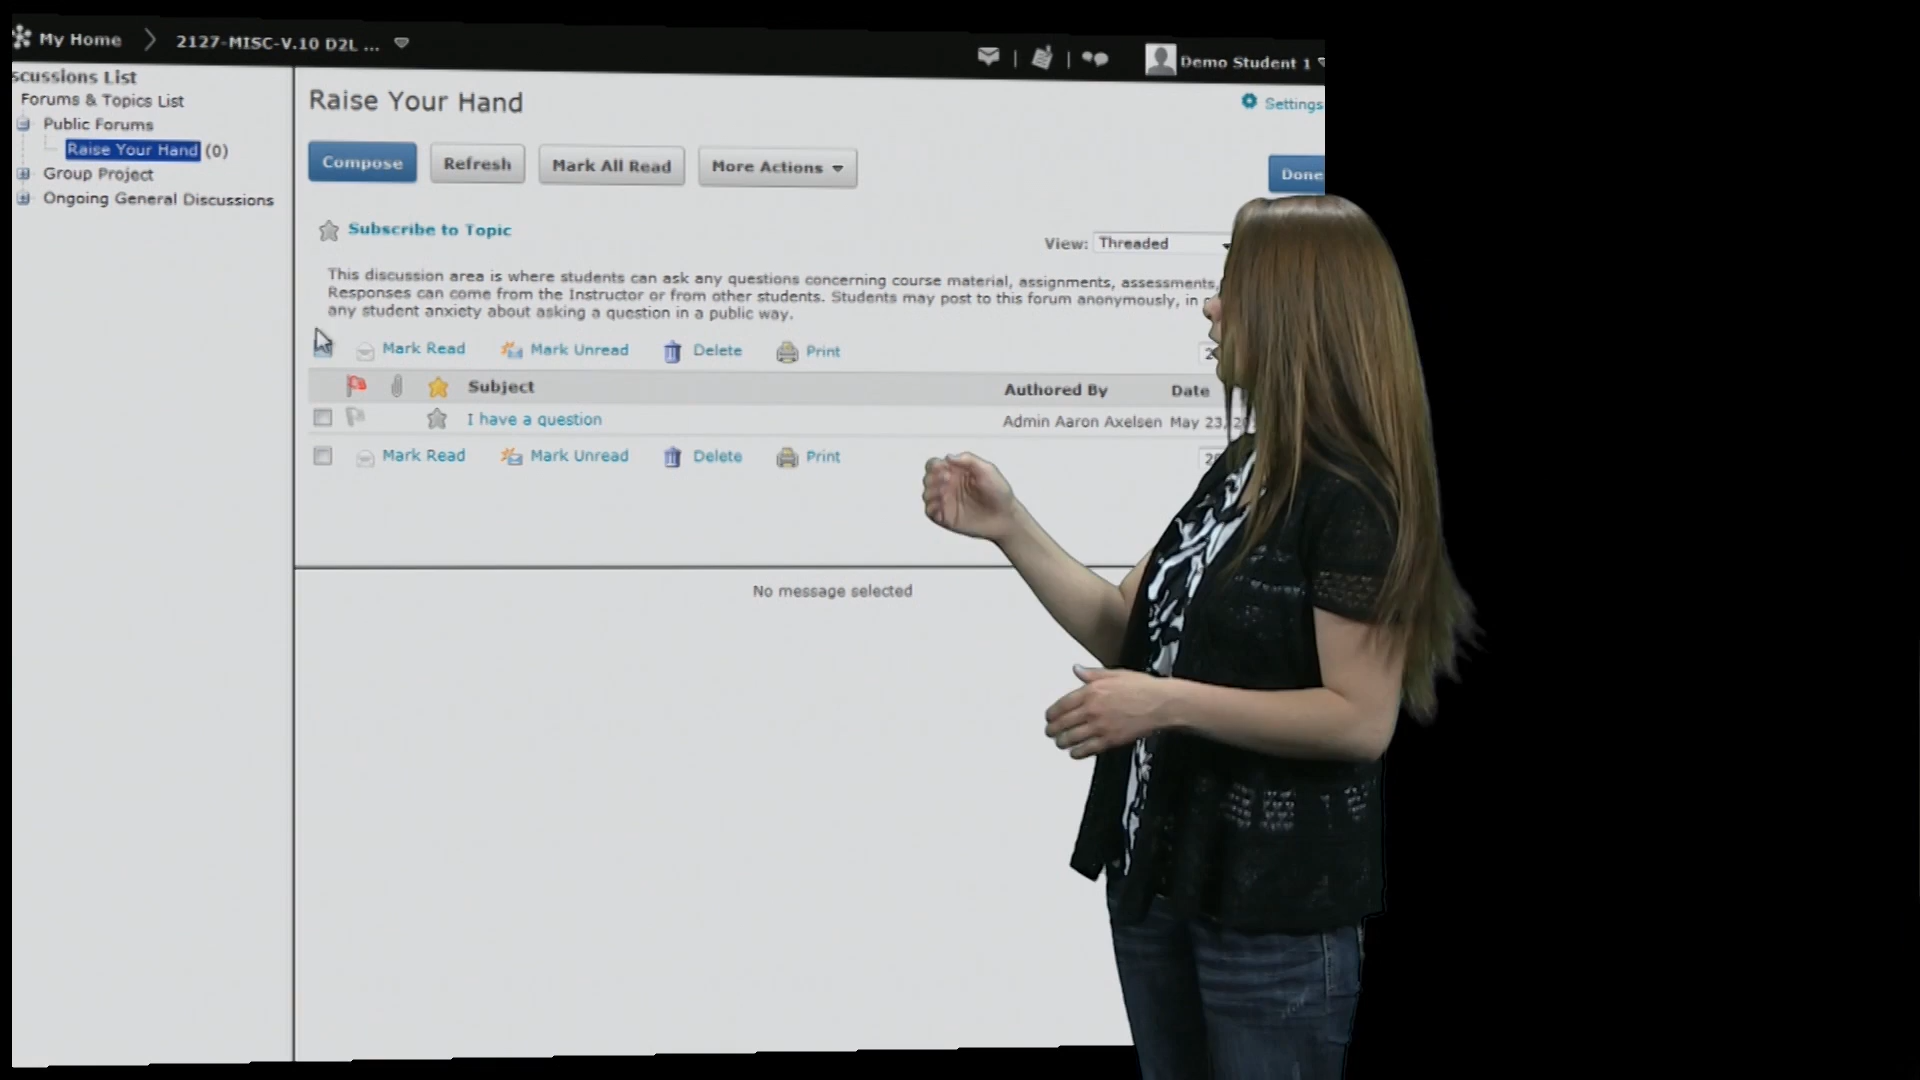 My Home
2127-MISC-V.10 D2L ...
Demo Student 1
scussions List
Forums & Topics List
Public Forums
Raise Your Hand (0)
Group Project
Ongoing General Discussions
Raise Your Hand
Settings
Compose
Refresh
Mark All Read
More Actions
Done
Subscribe to Topic
View: Threaded
This discussion area is where students can ask any questions concerning course material, assignments, assessments,
Responses can come from the Instructor or from other students. Students may post to this forum anonymously, in
any student anxiety about asking a question in a public way.
Mark Read Mark Unread Delete Print
Subject Authored By Date
I have a question Admin Aaron Axelsen May 23,
Mark Read Mark Unread Delete Print
No message selected